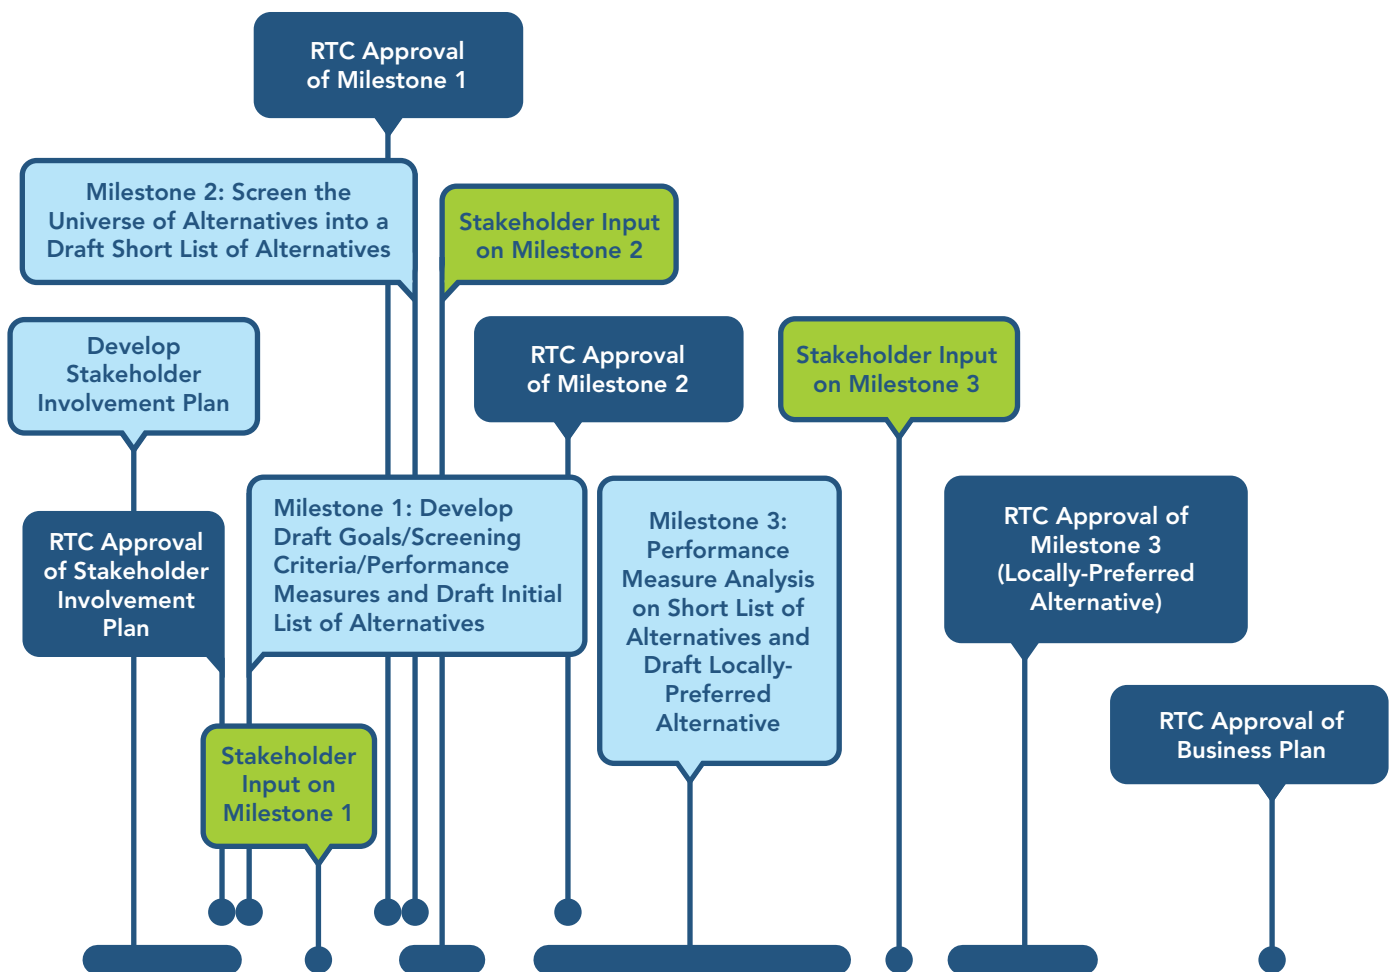 RTC Approval
of Milestone 1
Milestone 2: Screen the
Universe of Alternatives into a
Draft Short List of Alternatives
Stakeholder Input
on Milestone 2
Develop
Stakeholder
Involvement Plan
RTC Approval
of Milestone 2
Stakeholder Input
on Milestone 3
RTC Approval
of Stakeholder
Involvement
Plan
Milestone 1: Develop
Draft Goals/Screening
Criteria/Performance
Measures and Draft Initial
List of Alternatives
Milestone 3:
Performance
Measure Analysis
on Short List of
Alternatives and
Draft Locally-
Preferred
Alternative
RTC Approval of
Milestone 3
(Locally-Preferred
Alternative)
Stakeholder
Input on
Milestone 1
RTC Approval of
Business Plan